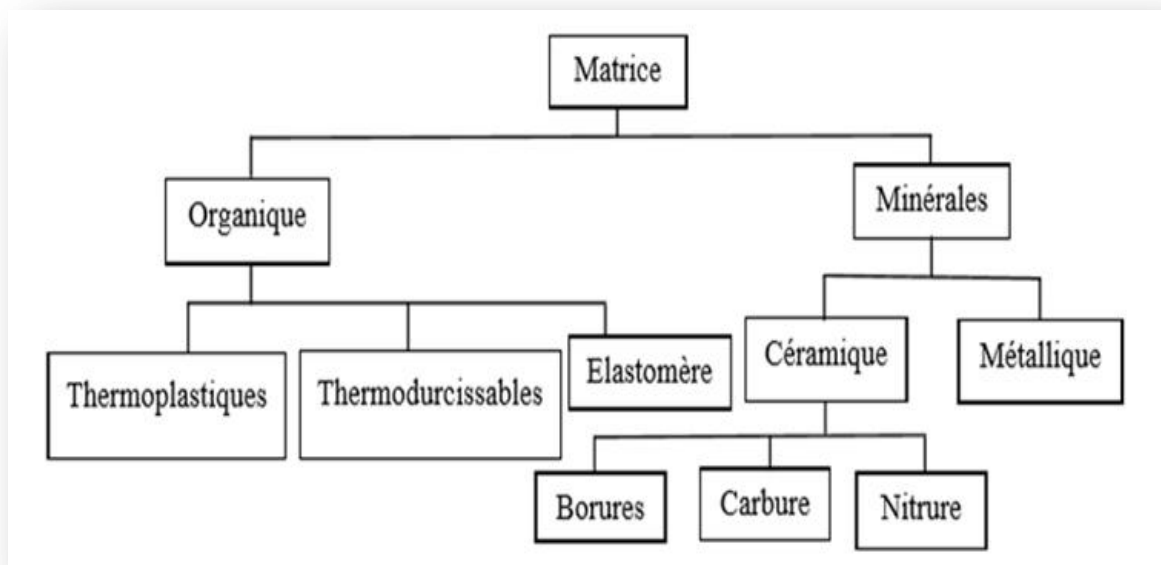 Matrice
Organique
Minérales
Thermoplastiques
Thermodurcissables
Elastomère
Céramique
Métallique
Borures
Carbure
Nitrure